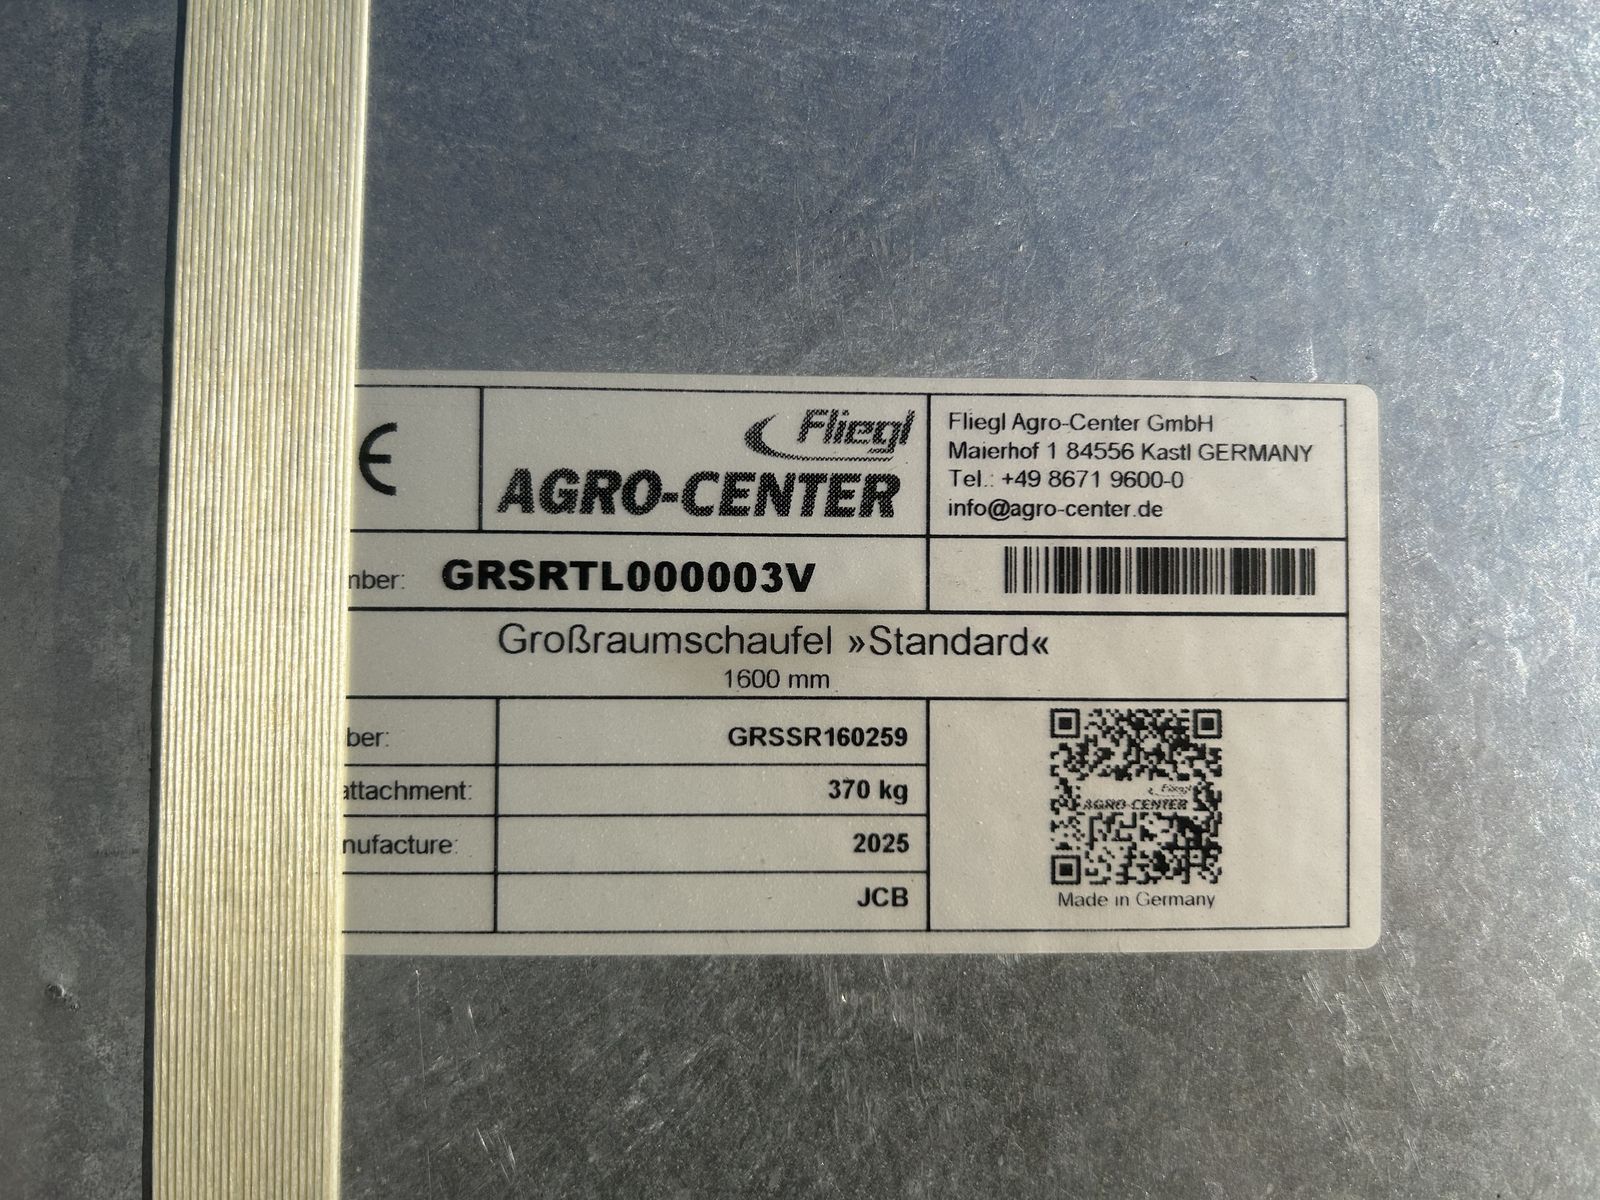 CE
Fliegl
AGRO-CENTER
Fliegl Agro-Center GmbH
Maierhof 1 84556 Kastl GERMANY
Tel.: +49 8671 9600-0
info@agro-center.de
mber: GRSRTL000003V
Großraumschaufel »Standard«
1600 mm
ber: GRSSR160259
attachment: 370 kg
nufacture: 2025
JCB
Fliegl
AGRO-CENTER
Made in Germany